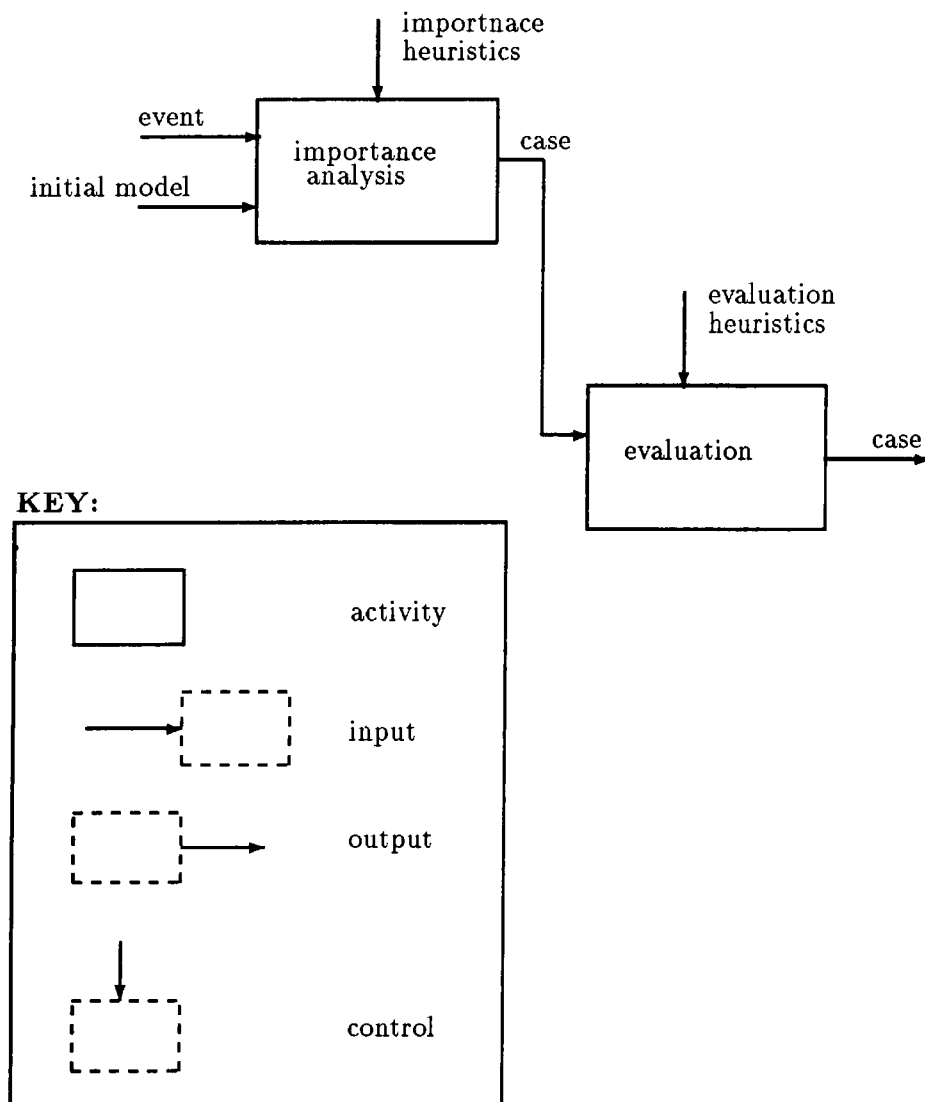 importnace
heuristics
event
initial model
importance
analysis
case
evaluation
heuristics
evaluation
case
KEY:
activity
input
output
control